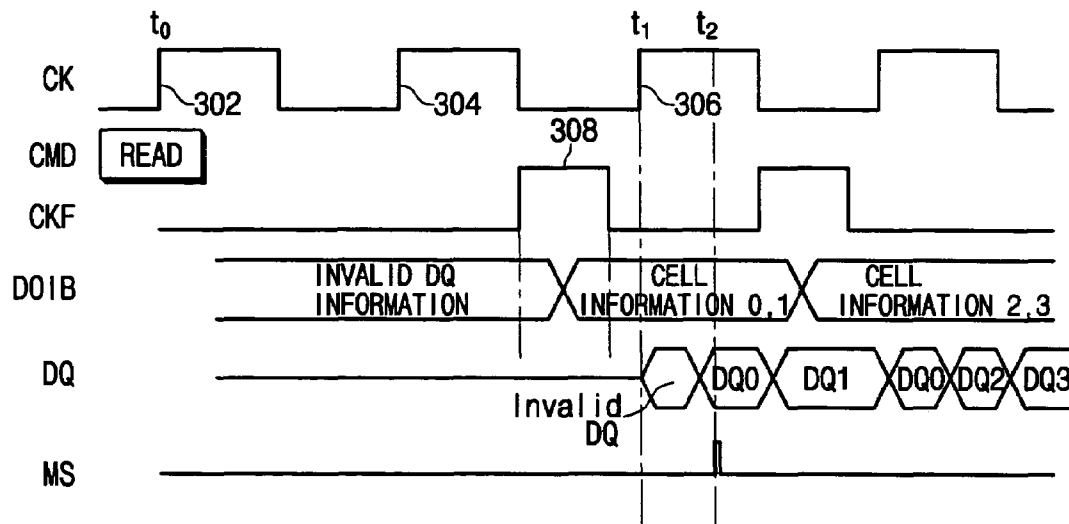 t0 t1 t2
CK
302 304 306
CMD READ 308
CKF
DOIB
INVALID DQ INFORMATION
CELL INFORMATION 0,1
CELL INFORMATION 2,3
DQ
DQ0 DQ1 DQ0 DQ2 DQ3
Invalid DQ
MS